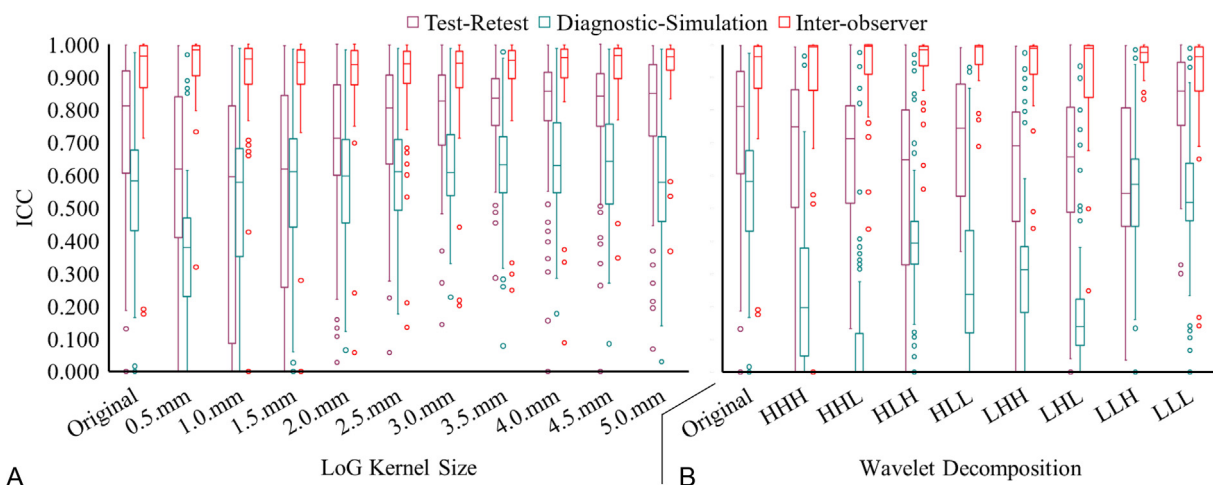 Test-Retest Diagnostic-Simulation Inter-observer
ICC
1.000
0.900
0.800
0.700
0.600
0.500
0.400
0.300
0.200
0.100
0.000
Original 0.5 mm 1.0 mm 1.5 mm 2.0 mm 2.5 mm 3.0 mm 3.5 mm 4.0 mm 4.5 mm 5.0 mm
Original HHH HHL HLH HLL LHH LHL LLH LLL
A LoG Kernel Size
B Wavelet Decomposition